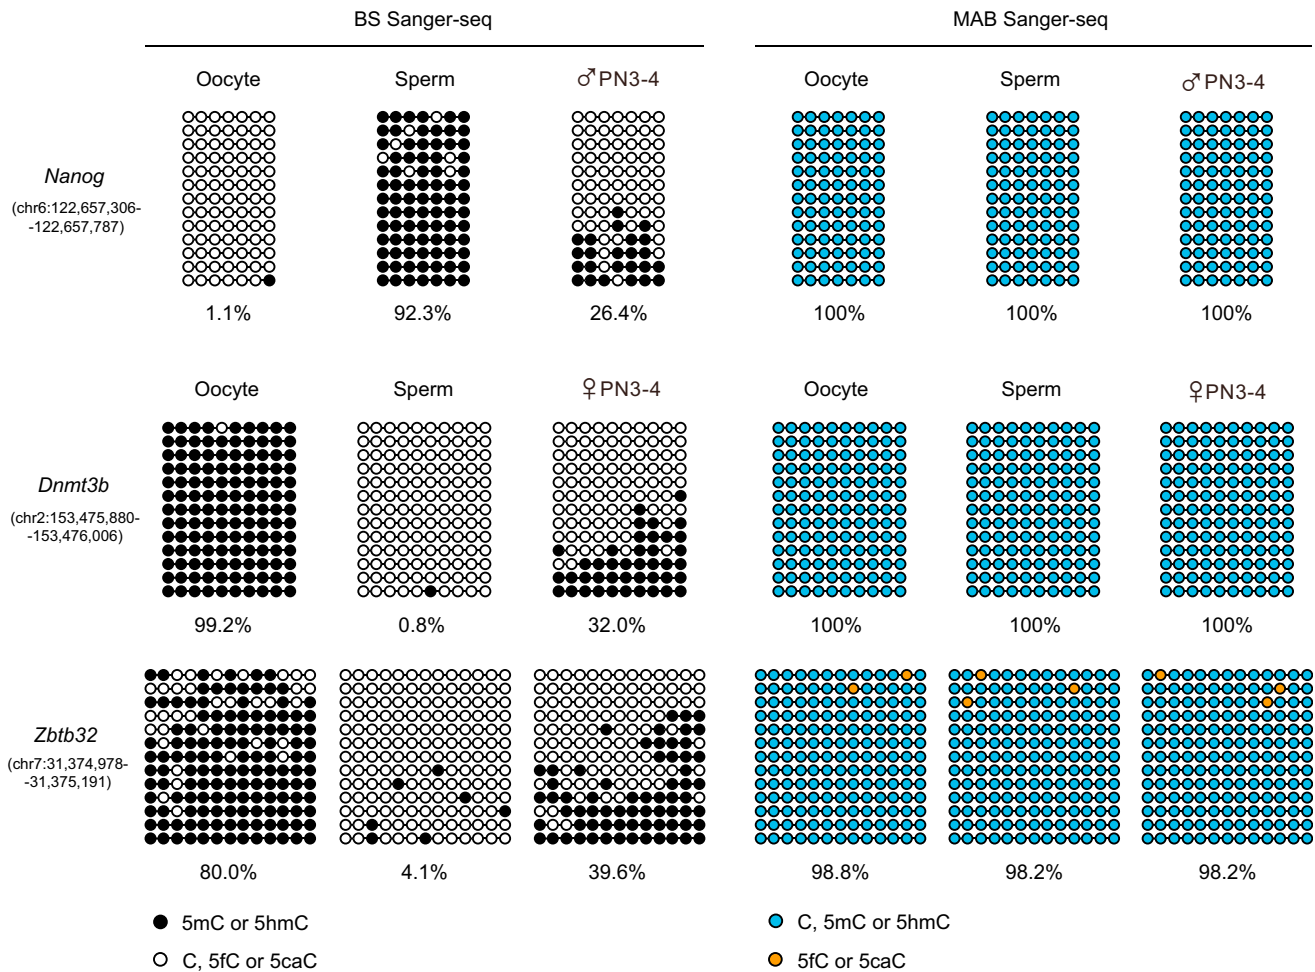 BS Sanger-seq
MAB Sanger-seq
Oocyte
Sperm
♂PN3-4
Oocyte
Sperm
♂PN3-4
Nanog
(chr6:122,657,306-
-122,657,787)
1.1%
92.3%
26.4%
100%
100%
100%
Oocyte
Sperm
♀PN3-4
Oocyte
Sperm
♀PN3-4
Dnmt3b
(chr2:153,475,880-
-153,476,006)
99.2%
0.8%
32.0%
100%
100%
100%
Zbtb32
(chr7:31,374,978-
-31,375,191)
80.0%
4.1%
39.6%
98.8%
98.2%
98.2%
5mC or 5hmC
C, 5mC or 5hmC
C, 5fC or 5caC
5fC or 5caC